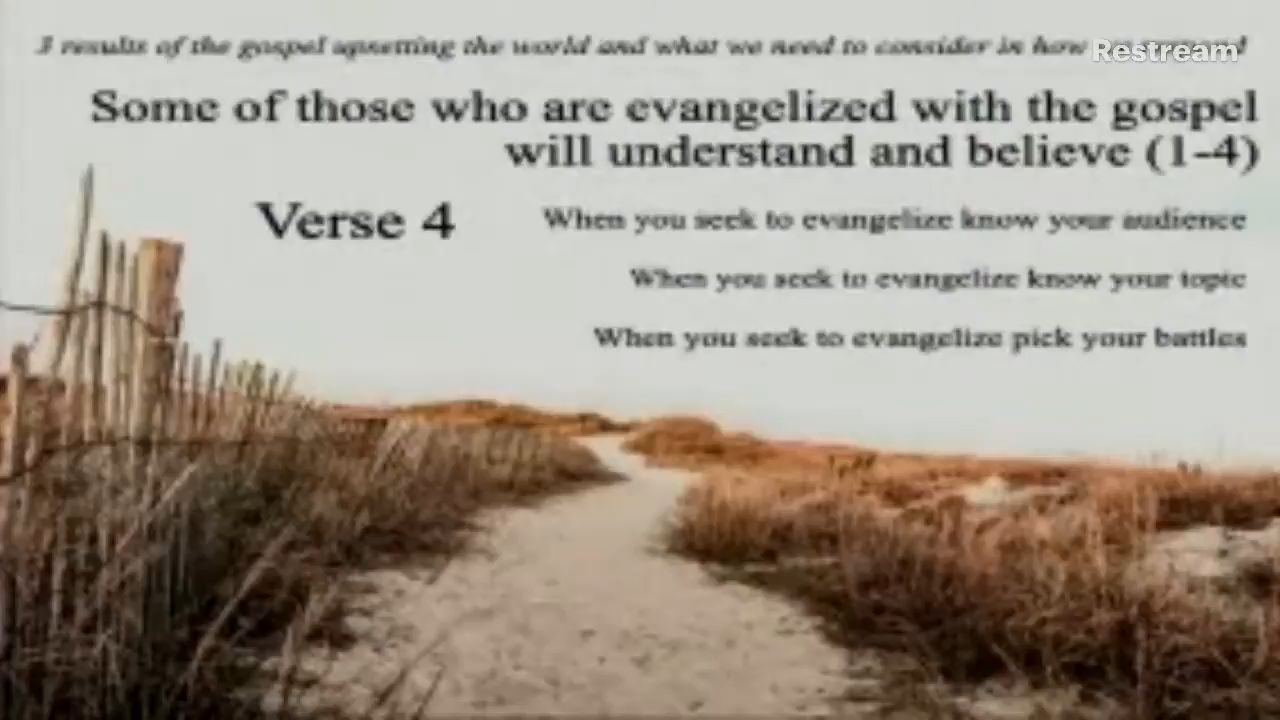 3 results of the gospel upsetting the world and what we need to consider in how
Restream
Some of those who are evangelized with the gospel
will understand and believe (1-4)
Verse 4
When you seek to evangelize know your audience
When you seek to evangelize know your topic
When you seek to evangelize pick your battles